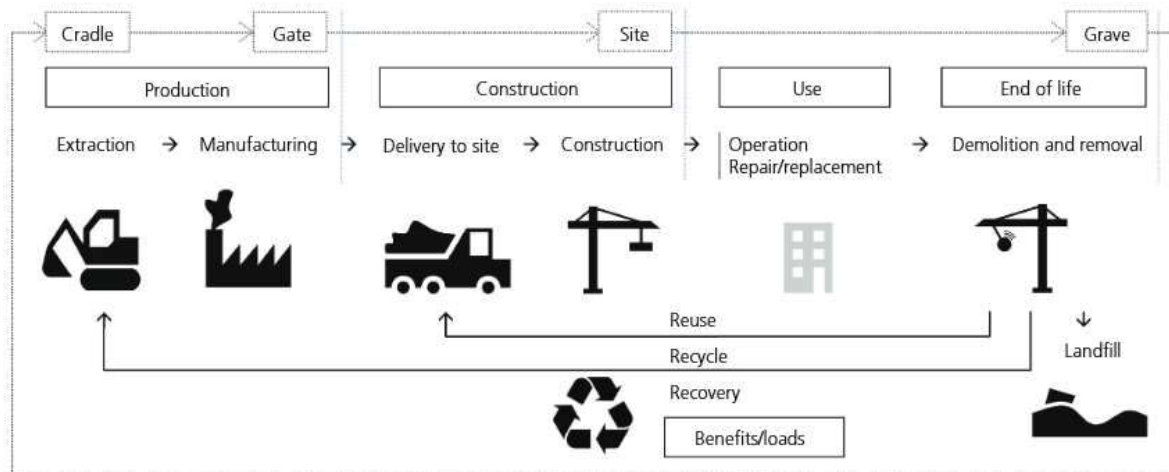 Cradle
Gate
Site
Grave
Production
Construction
Use
End of life
Extraction
Manufacturing
Delivery to site
Construction
Operation
Repair/replacement
Demolition and removal
Reuse
Recycle
Landfill
Recovery
Benefits/loads